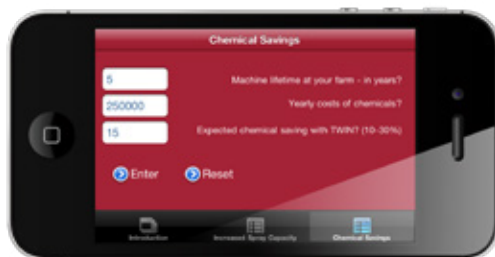 Chemical Savings
5 Machine lifetime at your farm - in years?
250000 Yearly costs of chemicals?
15 Expected chemical saving with TWIN? (10-30%)
Enter Reset
Introduction Increased Spray Capacity Chemical Savings